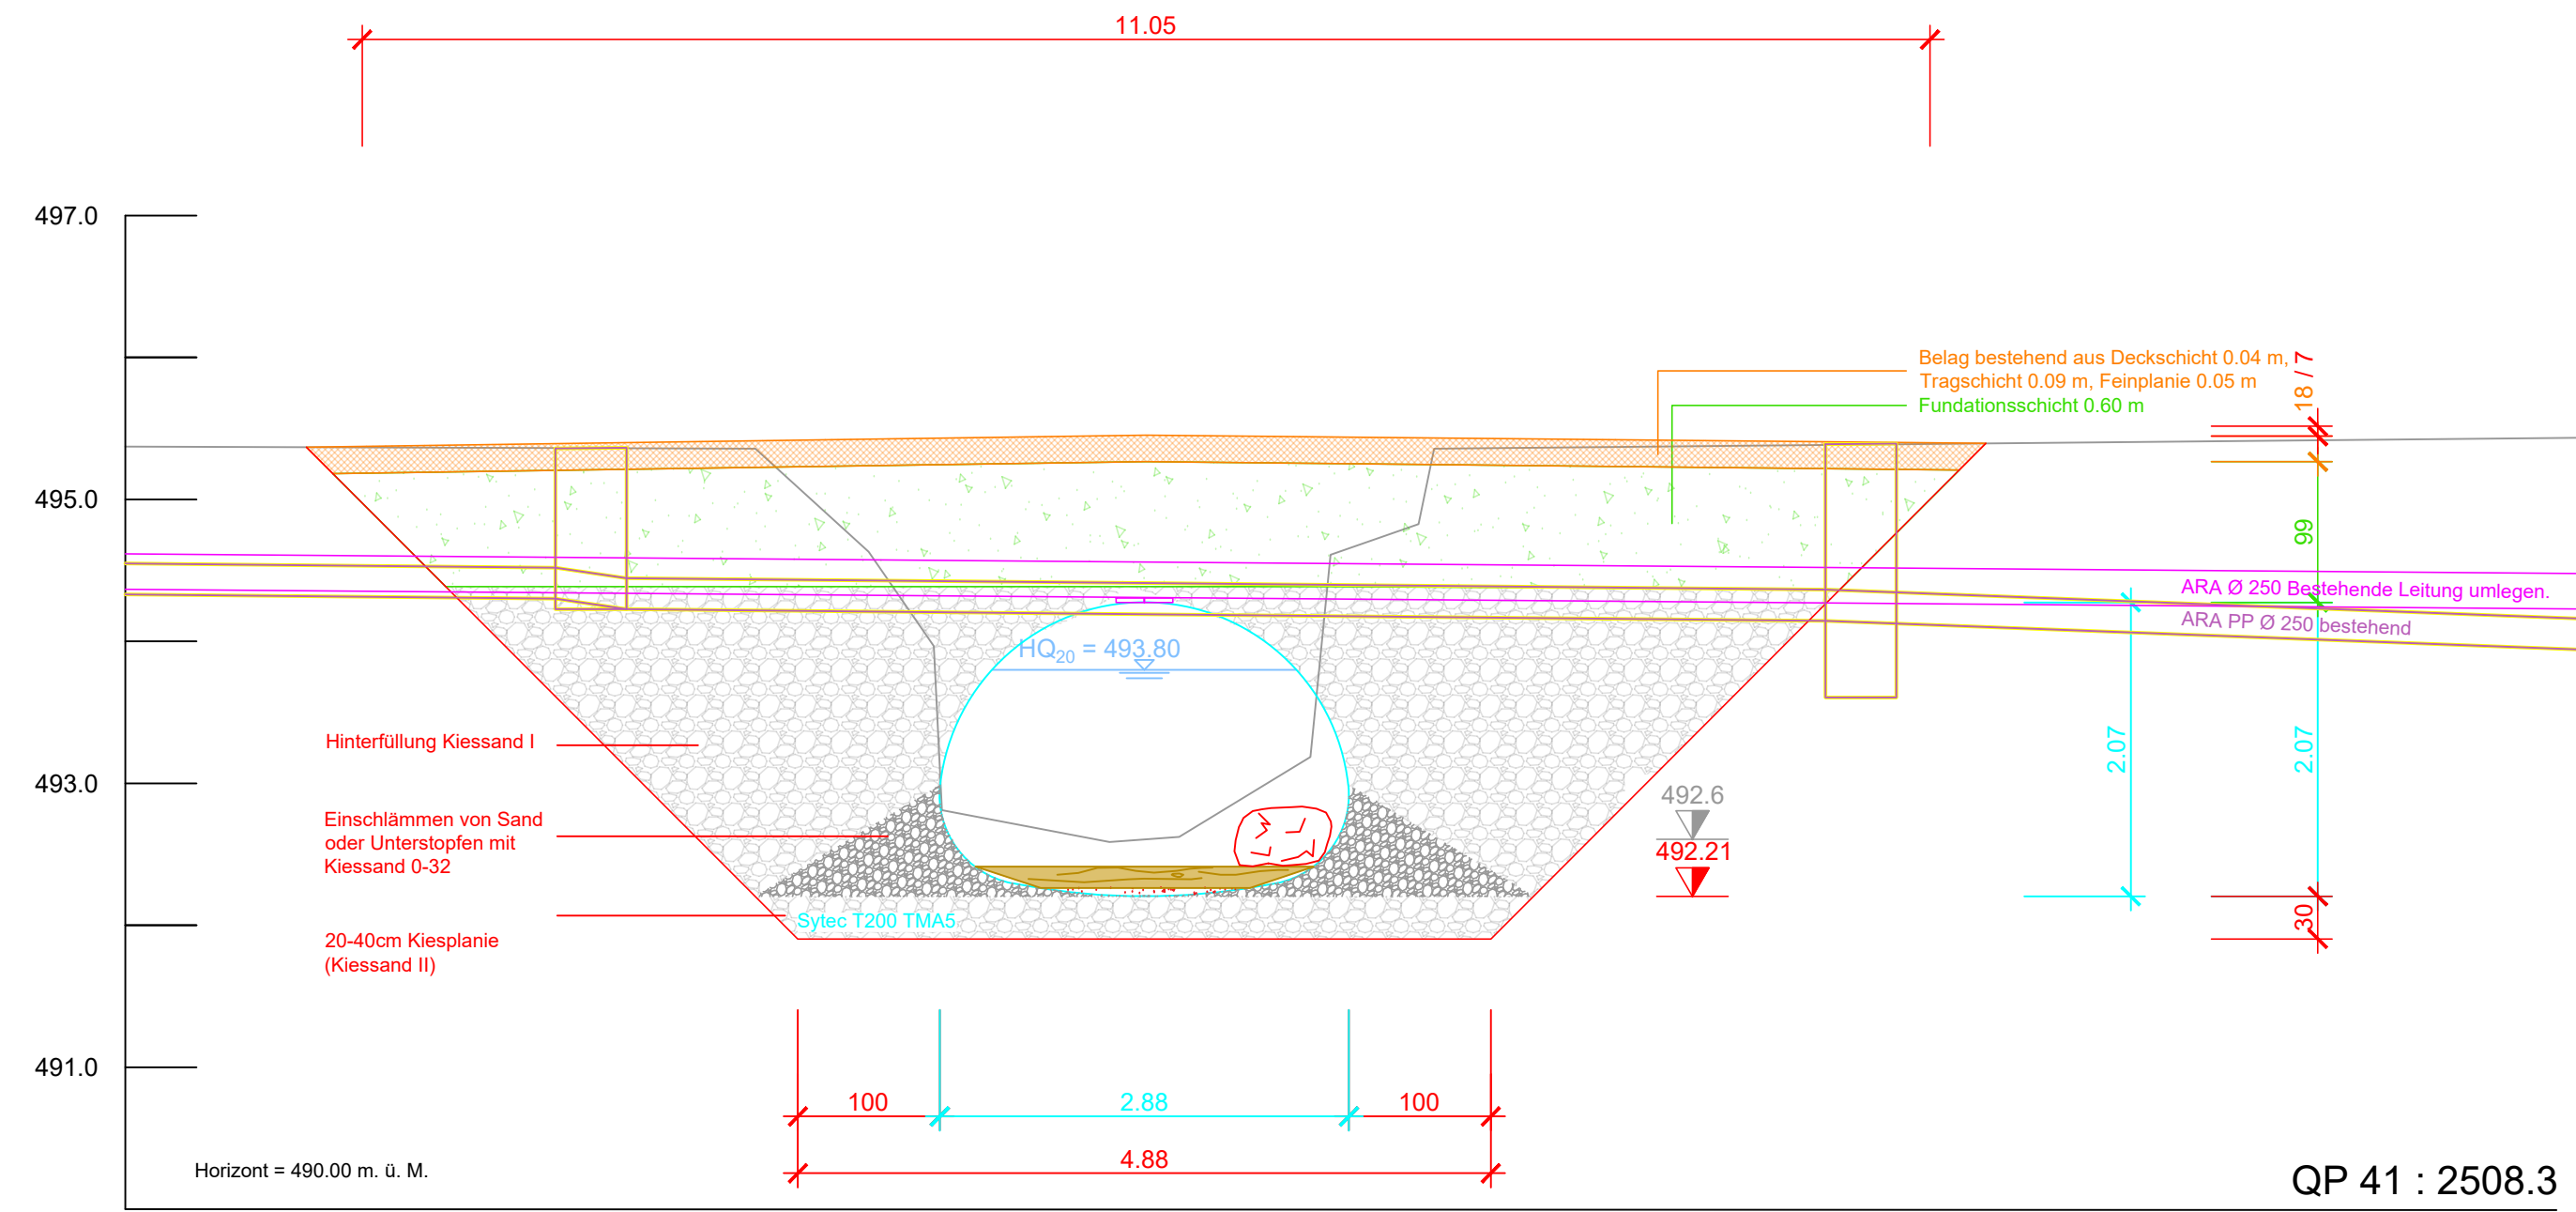 11.05
497.0
Belag bestehend aus Deckschicht 0.04 m,
Tragschicht 0.09 m, Feinplanie 0.05 m
Fundationsschicht 0.60 m
18 / 7
495.0
99
ARA Ø 250 Bestehende Leitung umlegen.
ARA PP Ø 250 bestehend
HQ20 = 493.80
Hinterfüllung Kiessand I
2.07
2.07
493.0
492.6
Einschlämmen von Sand
oder Unterstopfen mit
Kiessand 0-32
492.21
Sytec T200 TMA5
30
20-40cm Kiesplanie
(Kiessand II)
491.0
100
2.88
100
4.88
Horizont = 490.00 m. ü. M.
QP 41 : 2508.3